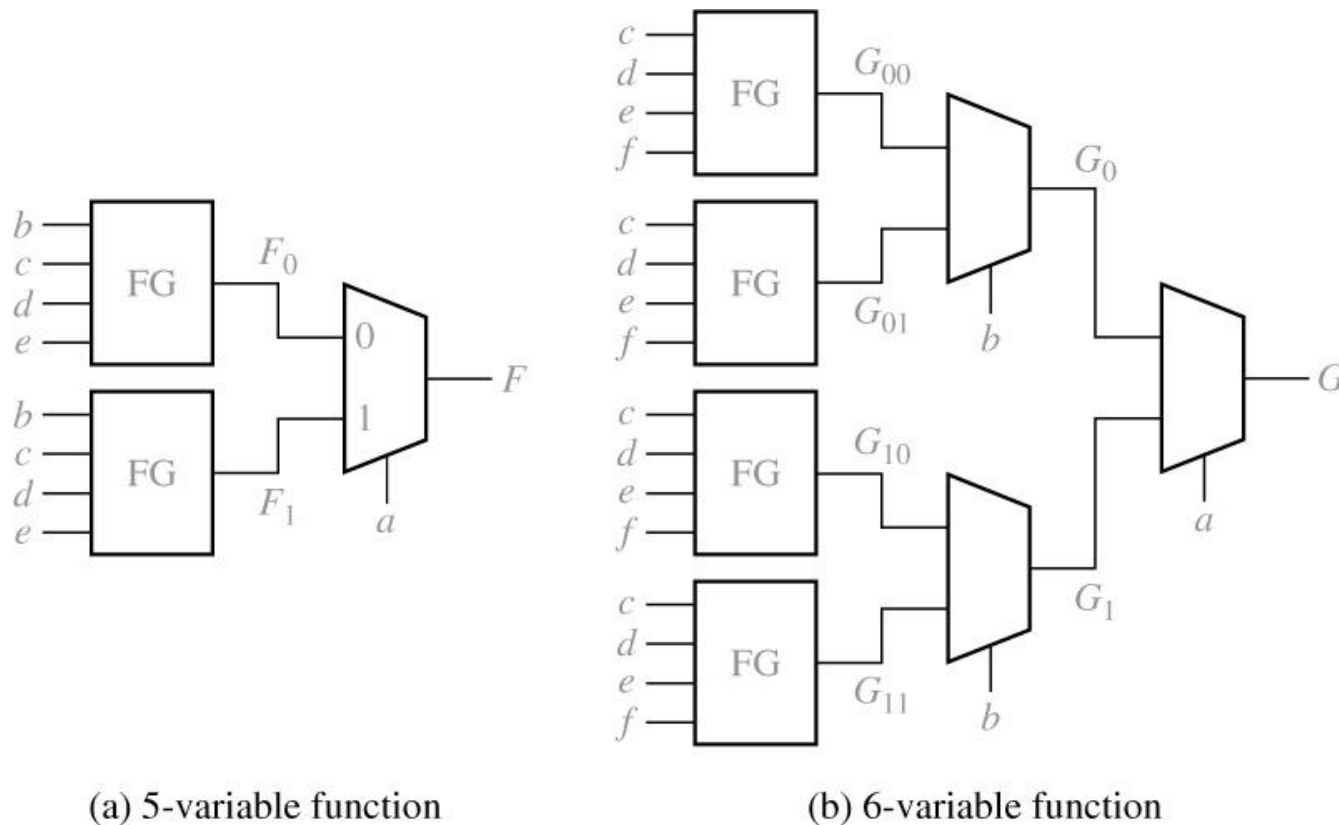 b
c
d
e
FG
F₀
b
c
d
e
FG
F₁
0
1
a
F
(a) 5-variable function
c
d
e
f
FG
G₀₀
c
d
e
f
FG
G₀₁
b
G₀
c
d
e
f
FG
G₁₀
c
d
e
f
FG
G₁₁
b
G₁
a
G
(b) 6-variable function